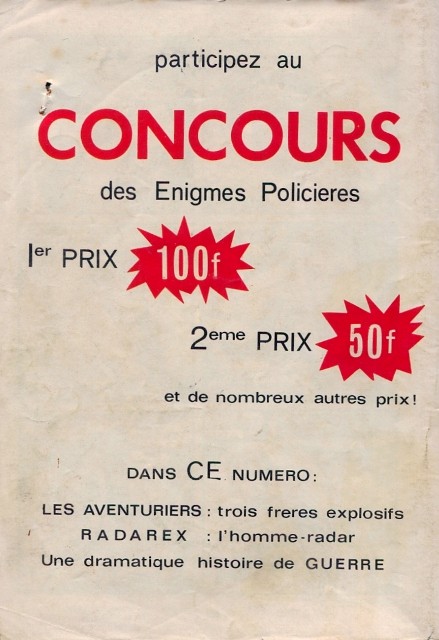 participez au
CONCOURS
des Enigmes Policieres
1er PRIX 100f
2eme PRIX 50f
et de nombreux autres prix!
DANS CE NUMERO:
LES AVENTURIERS : trois freres explosifs
RADAREX : l'homme-radar
Une dramatique histoire de GUERRE